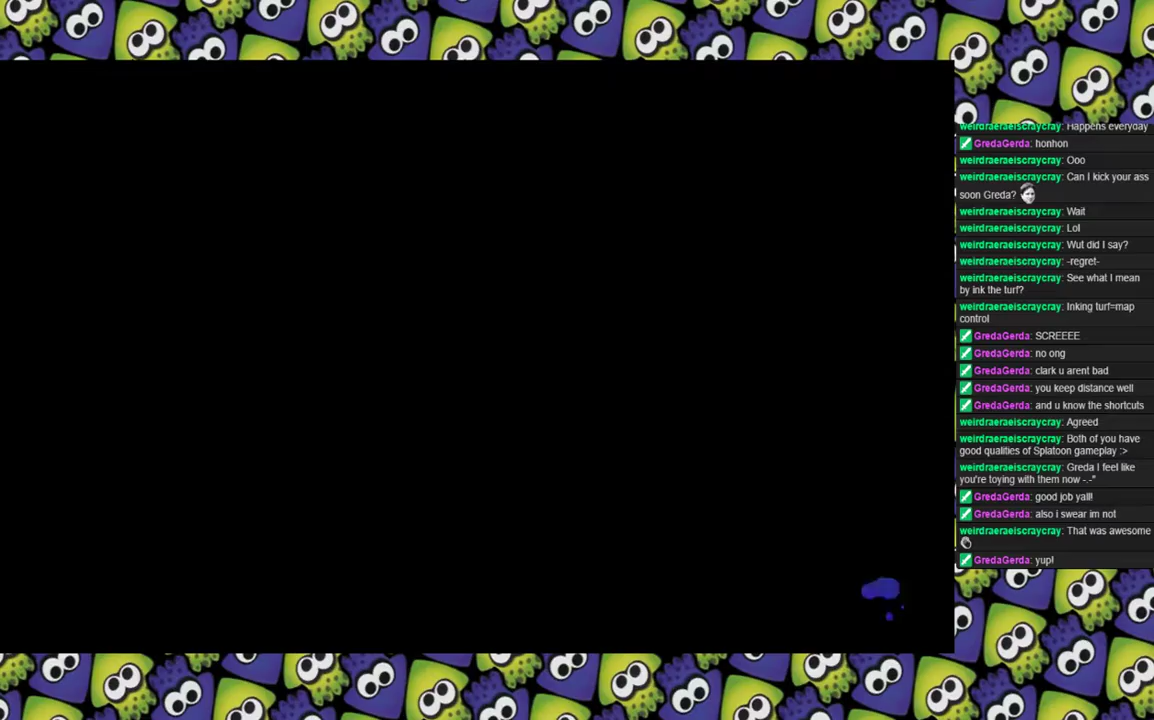 weirdraeraeiscraycray: Happens everyday
GredaGerda: honhon
weirdraeraeiscraycray: Ooo
weirdraeraeiscraycray: Can I kick your ass
soon Greda?
weirdraeraeiscraycray: Wait
weirdraeraeiscraycray: Lol
weirdraeraeiscraycray: Wut did I say?
weirdraeraeiscraycray: -regret-
weirdraeraeiscraycray: See what I mean
by ink the turf?
weirdraeraeiscraycray: Inking turf=map
control
GredaGerda: SCREEEE
GredaGerda: no ong
GredaGerda: clark u arent bad
GredaGerda: you keep distance well
GredaGerda: and u know the shortcuts
weirdraeraeiscraycray: Agreed
weirdraeraeiscraycray: Both of you have
good qualities of Splatoon gameplay :>
weirdraeraeiscraycray: Greda I feel like
you're toying with them now -.-"
GredaGerda: good job yall!
GredaGerda: also i swear im not
weirdraeraeiscraycray: That was awesome
GredaGerda: yup!